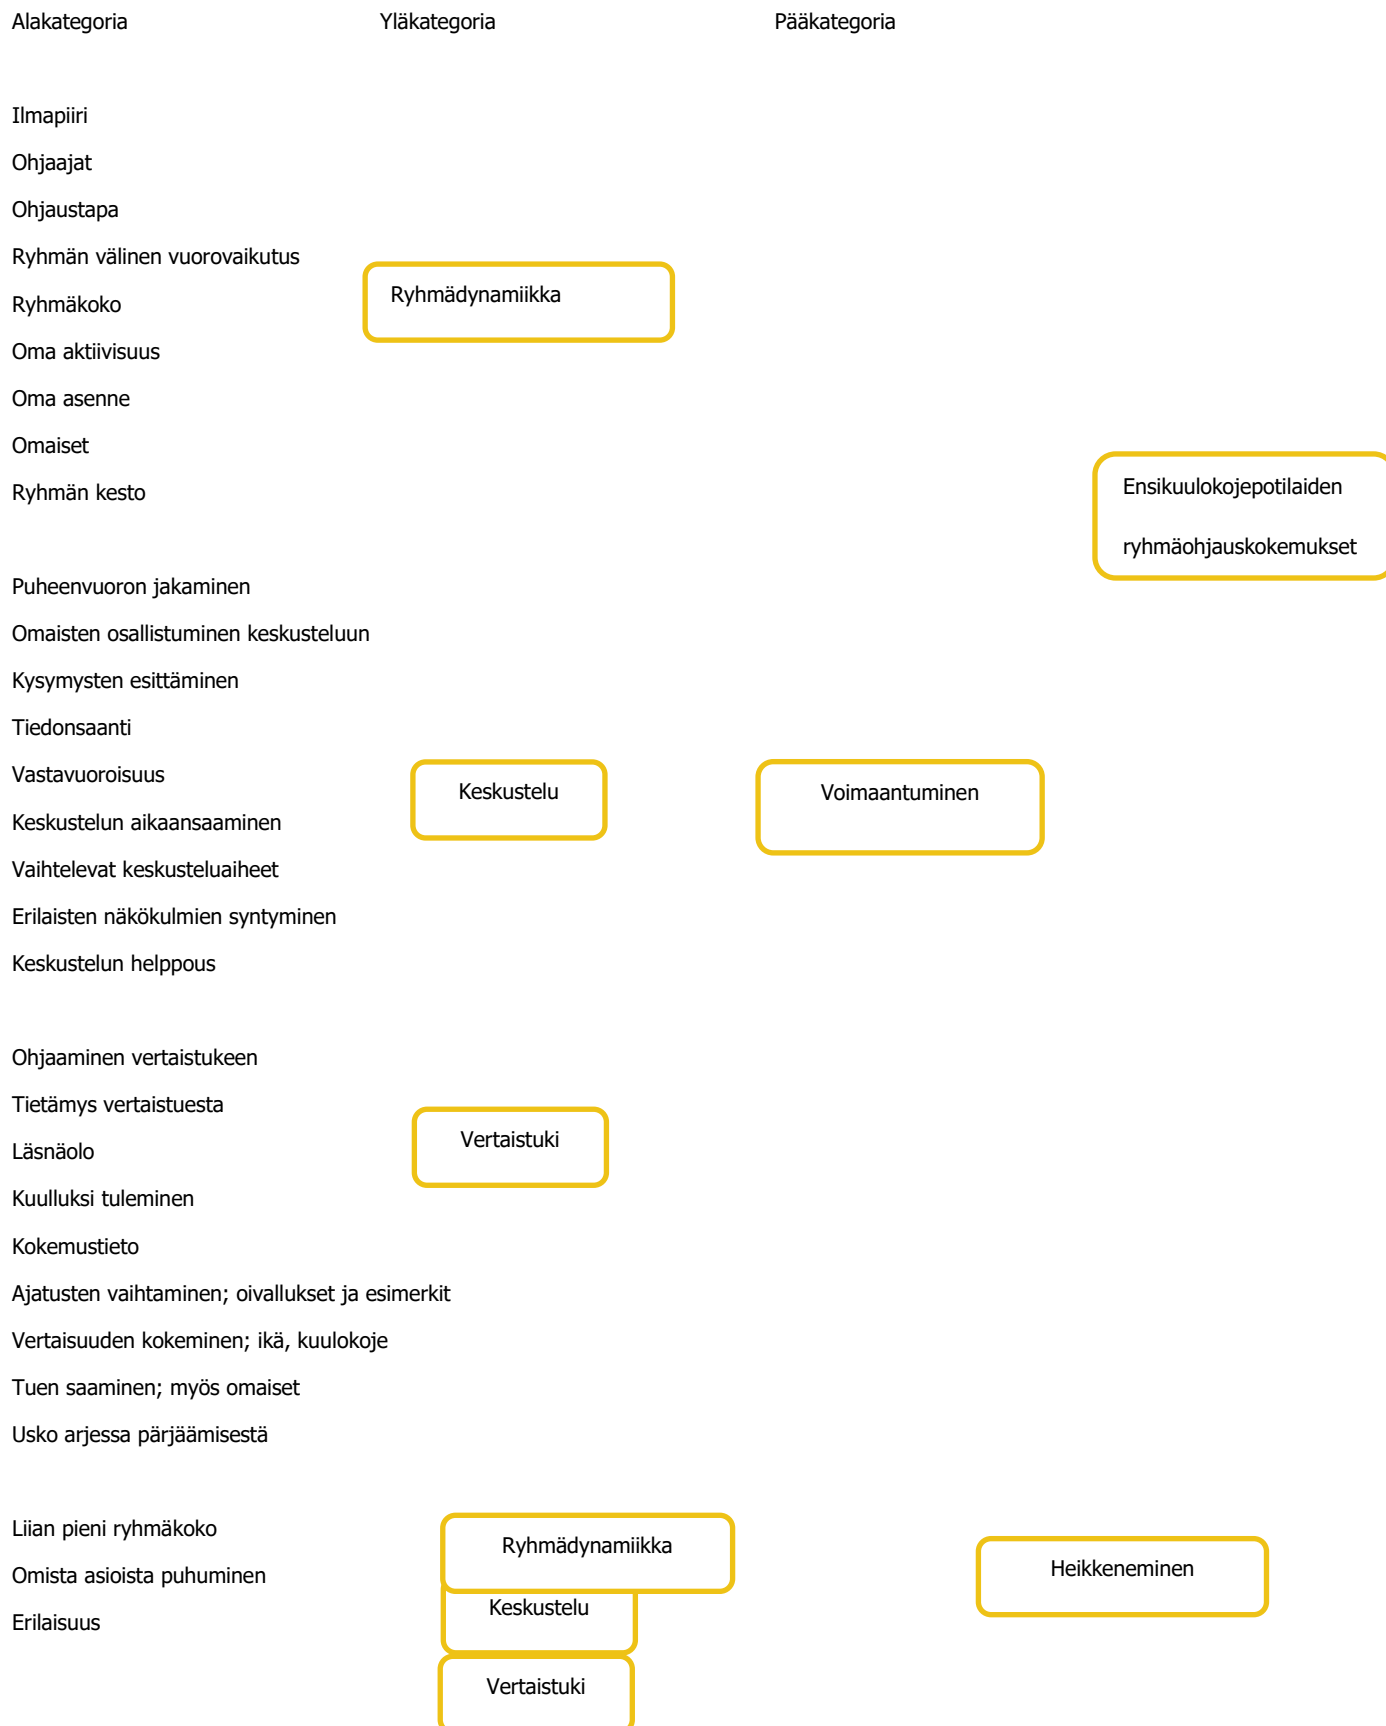 Alakategoria Yläkategoria Pääkategoria
Ilmapiiri
Ohjaajat
Ohjaustapa
Ryhmän välinen vuorovaikutus
Ryhmädynamiikka
Ryhmäkoko
Oma aktiivisuus
Oma asenne
Omaiset
Ryhmän kesto
Ensikuulokojepotilaiden
ryhmäohjauskokemukset
Puheenvuoron jakaminen
Omaisten osallistuminen keskusteluun
Kysymysten esittäminen
Tiedonsaanti
Vastavuoroisuus
Keskustelu
Voimaantuminen
Keskustelun aikaansaaminen
Vaihtelevat keskusteluaiheet
Erilaisten näkökulmien syntyminen
Keskustelun helppous
Ohjaaminen vertaistukeen
Tietämys vertaistuesta
Vertaistuki
Läsnäolo
Kuulluksi tuleminen
Kokemustieto
Ajatusten vaihtaminen; oivallukset ja esimerkit
Vertaisuuden kokeminen; ikä, kuulokoje
Tuen saaminen; myös omaiset
Usko arjessa pärjäämisestä
Liian pieni ryhmäkoko
Ryhmädynamiikka
Heikkeneminen
Omista asioista puhuminen
Keskustelu
Erilaisuus
Vertaistuki